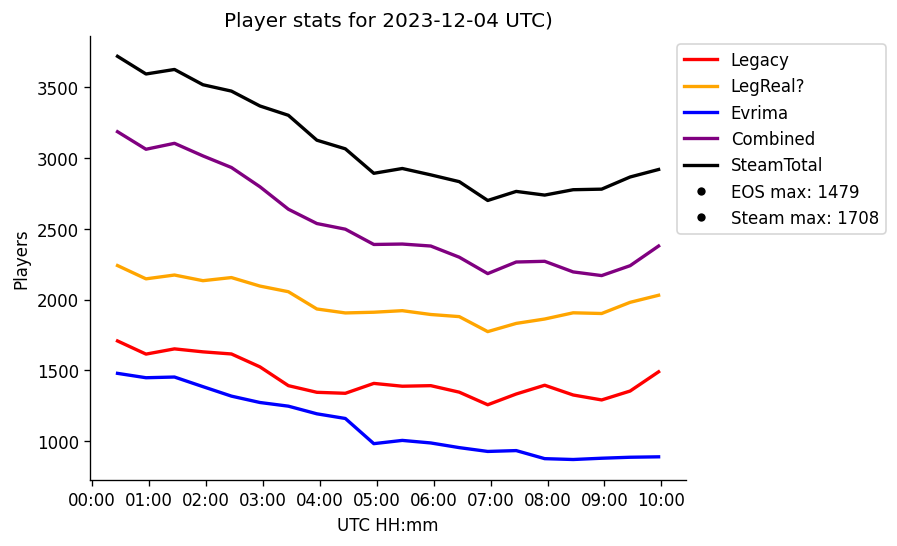 Player stats for 2023-12-04 UTC)
Legacy
LegReal?
Evrima
Combined
SteamTotal
EOS max: 1479
Steam max: 1708
Players
3500
3000
2500
2000
1500
1000
00:00 01:00 02:00 03:00 04:00 05:00 06:00 07:00 08:00 09:00 10:00
UTC HH:mm